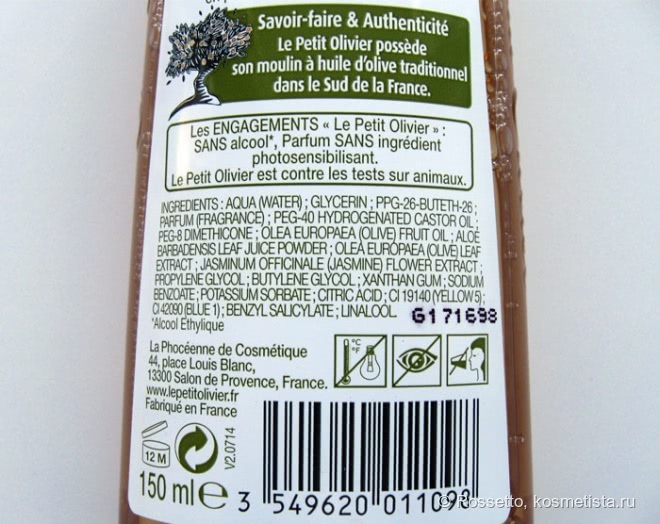 Savoir-faire & Authenticité
Le Petit Olivier possède
son moulin à huile d'olive traditionnel
dans le Sud de la France.
Les ENGAGEMENTS « Le Petit Olivier » :
SANS alcool*, Parfum SANS ingrédient
photosensibilisant.
Le Petit Olivier est contre les tests sur animaux.
INGREDIENTS : AQUA (WATER) ; GLYCERIN ; PPG-26-BUTETH-26 ;
PARFUM (FRAGRANCE) ; PEG-40 HYDROGENATED CASTOR OIL ;
PEG-8 DIMETHICONE ; OLEA EUROPAEA (OLIVE) FRUIT OIL ; ALOE
BARBADENSIS LEAF JUICE POWDER ; OLEA EUROPAEA (OLIVE) LEAF
EXTRACT ; JASMINUM OFFICINALE (JASMINE) FLOWER EXTRACT ;
PROPYLENE GLYCOL ; BUTYLENE GLYCOL ; XANTHAN GUM ; SODIUM
BENZOATE ; POTASSIUM SORBATE ; CITRIC ACID ; CI 19140 (YELLOW 5) ;
CI 42090 (BLUE 1) ; BENZYL SALICYLATE ; LINALOOL.
G171698
*Alcool Ethylique
La Phocéenne de Cosmétique
44, place Louis Blanc,
13300 Salon de Provence, France.
www.lepetitolivier.fr
Fabriqué en France
°C
°F
12 M
V2.0714
150 ml e
3 549620 011098
© Rossetto, kosmetista.ru